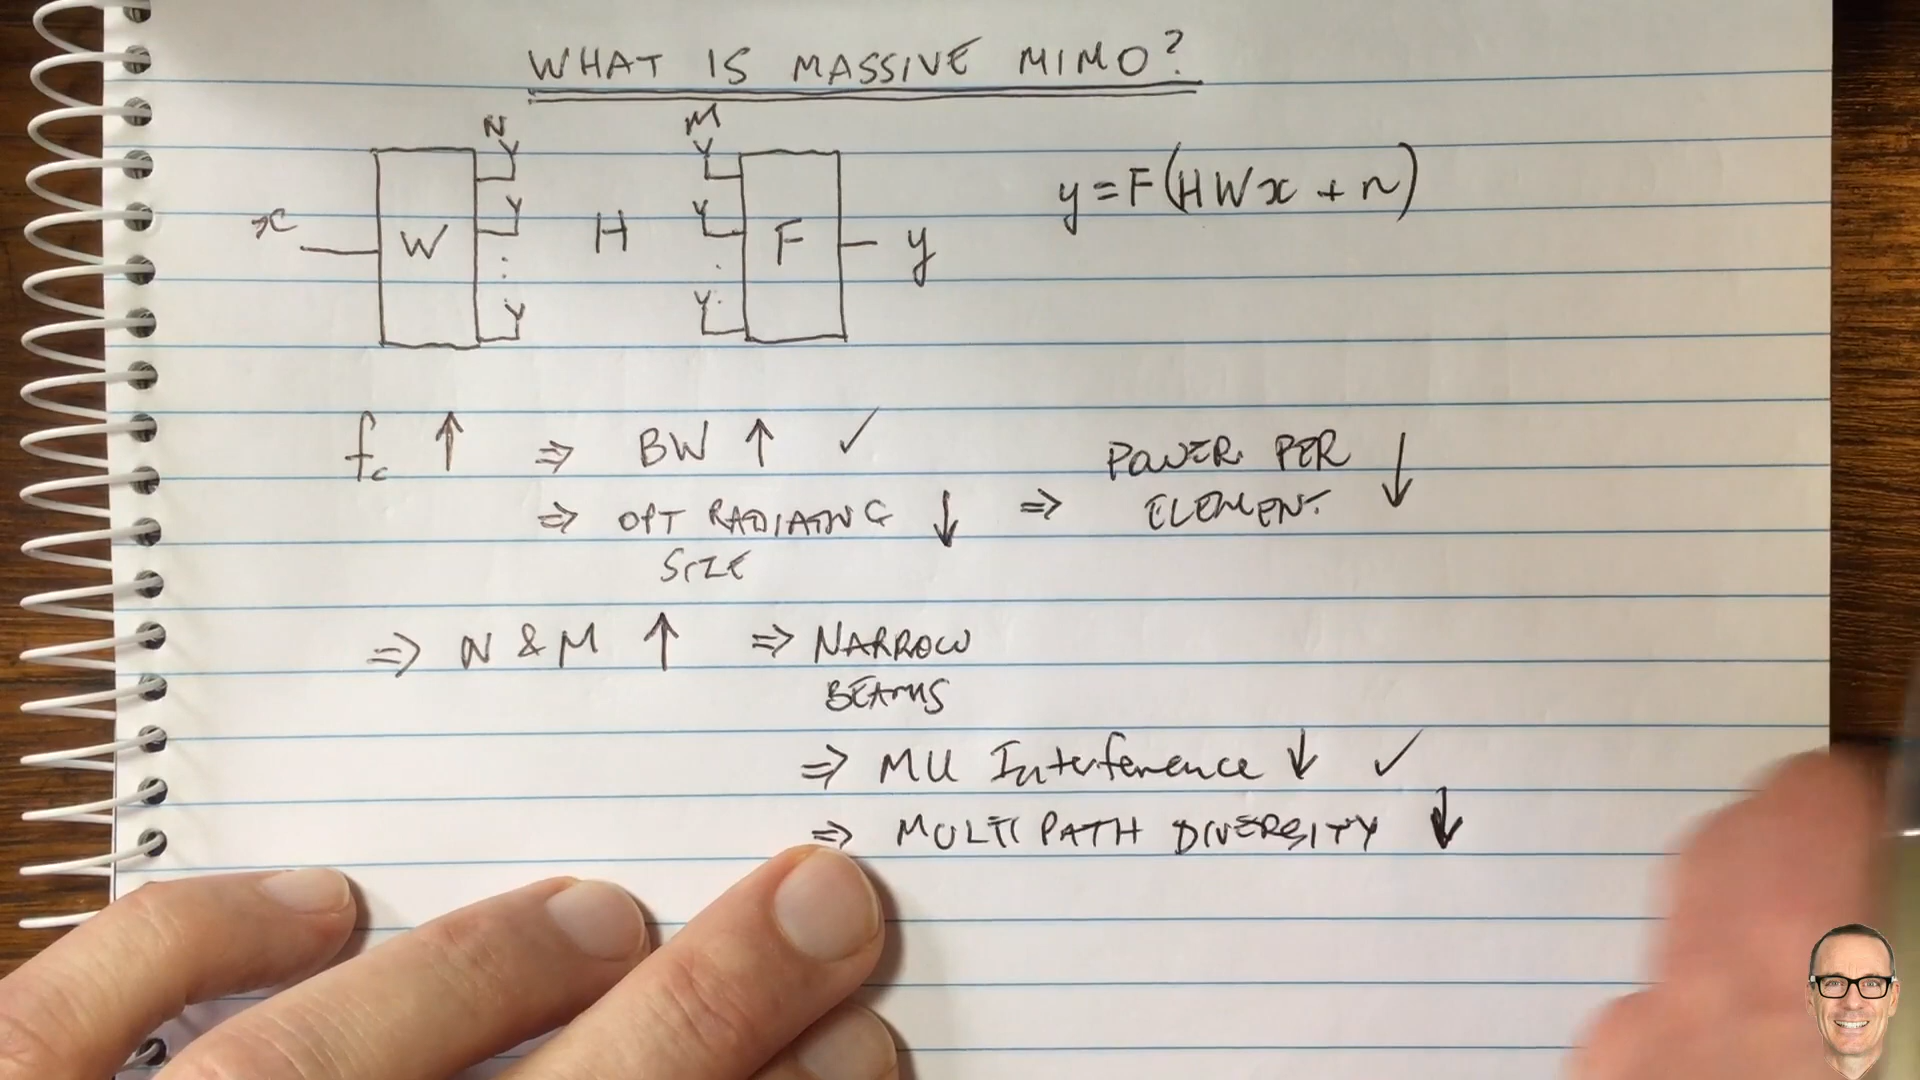 WHAT IS MASSIVE MIMO?
N M
x W H F y
y = F(HWx + n)
fc ↑ ⇒ BW ↑ ✓
⇒ OPT RADIATING ↓ ⇒ POWER PER ↓
SIZE ELEMENT
⇒ N & M ↑ ⇒ NARROW
BEAMS
⇒ MU Interference ↓ ✓
⇒ MULTIPATH DIVERSITY ↓